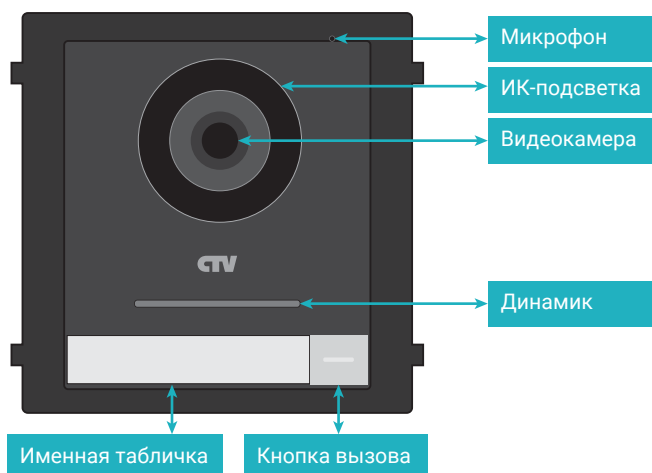 Микрофон
ИК-подсветка
Видеокамера
CTV
Динамик
Именная табличка
Кнопка вызова